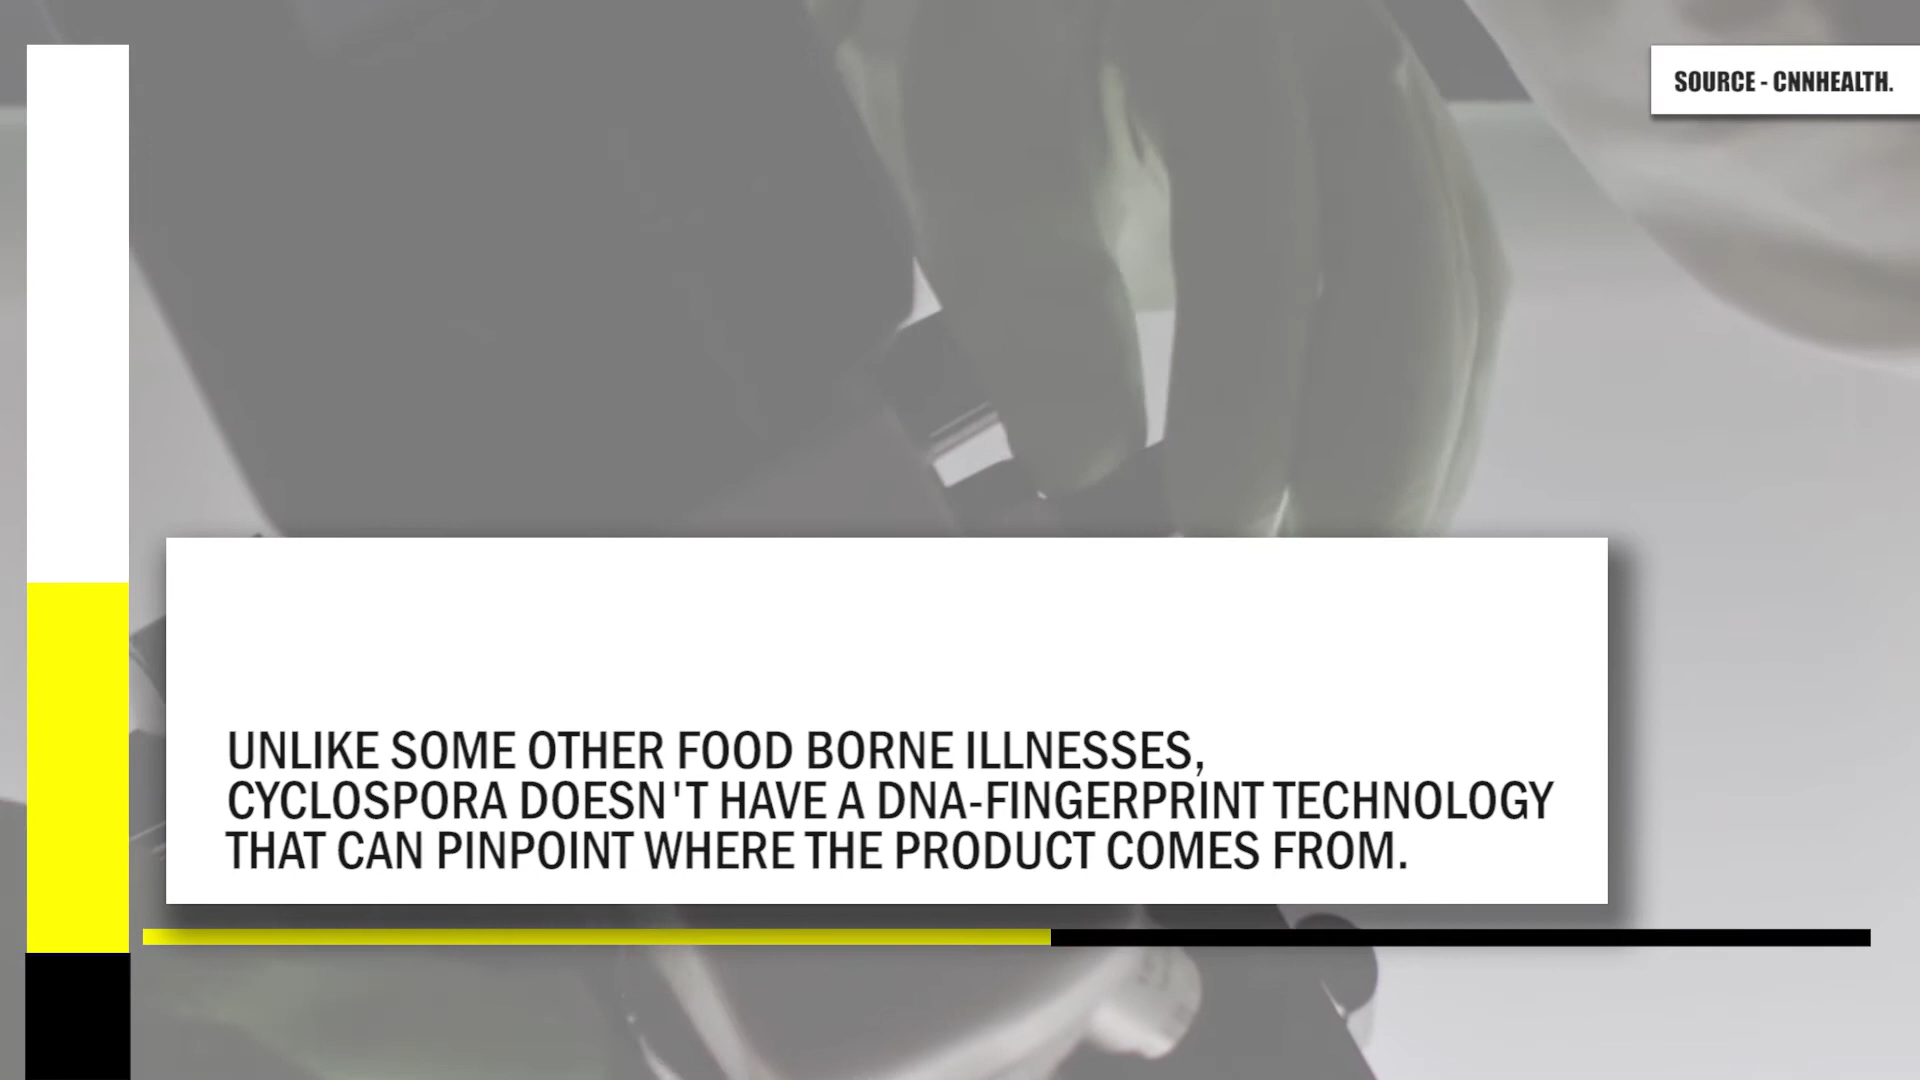 SOURCE - CNNHEALTH.
UNLIKE SOME OTHER FOOD BORNE ILLNESSES,
CYCLOSPORA DOESN'T HAVE A DNA-FINGERPRINT TECHNOLOGY
THAT CAN PINPOINT WHERE THE PRODUCT COMES FROM.